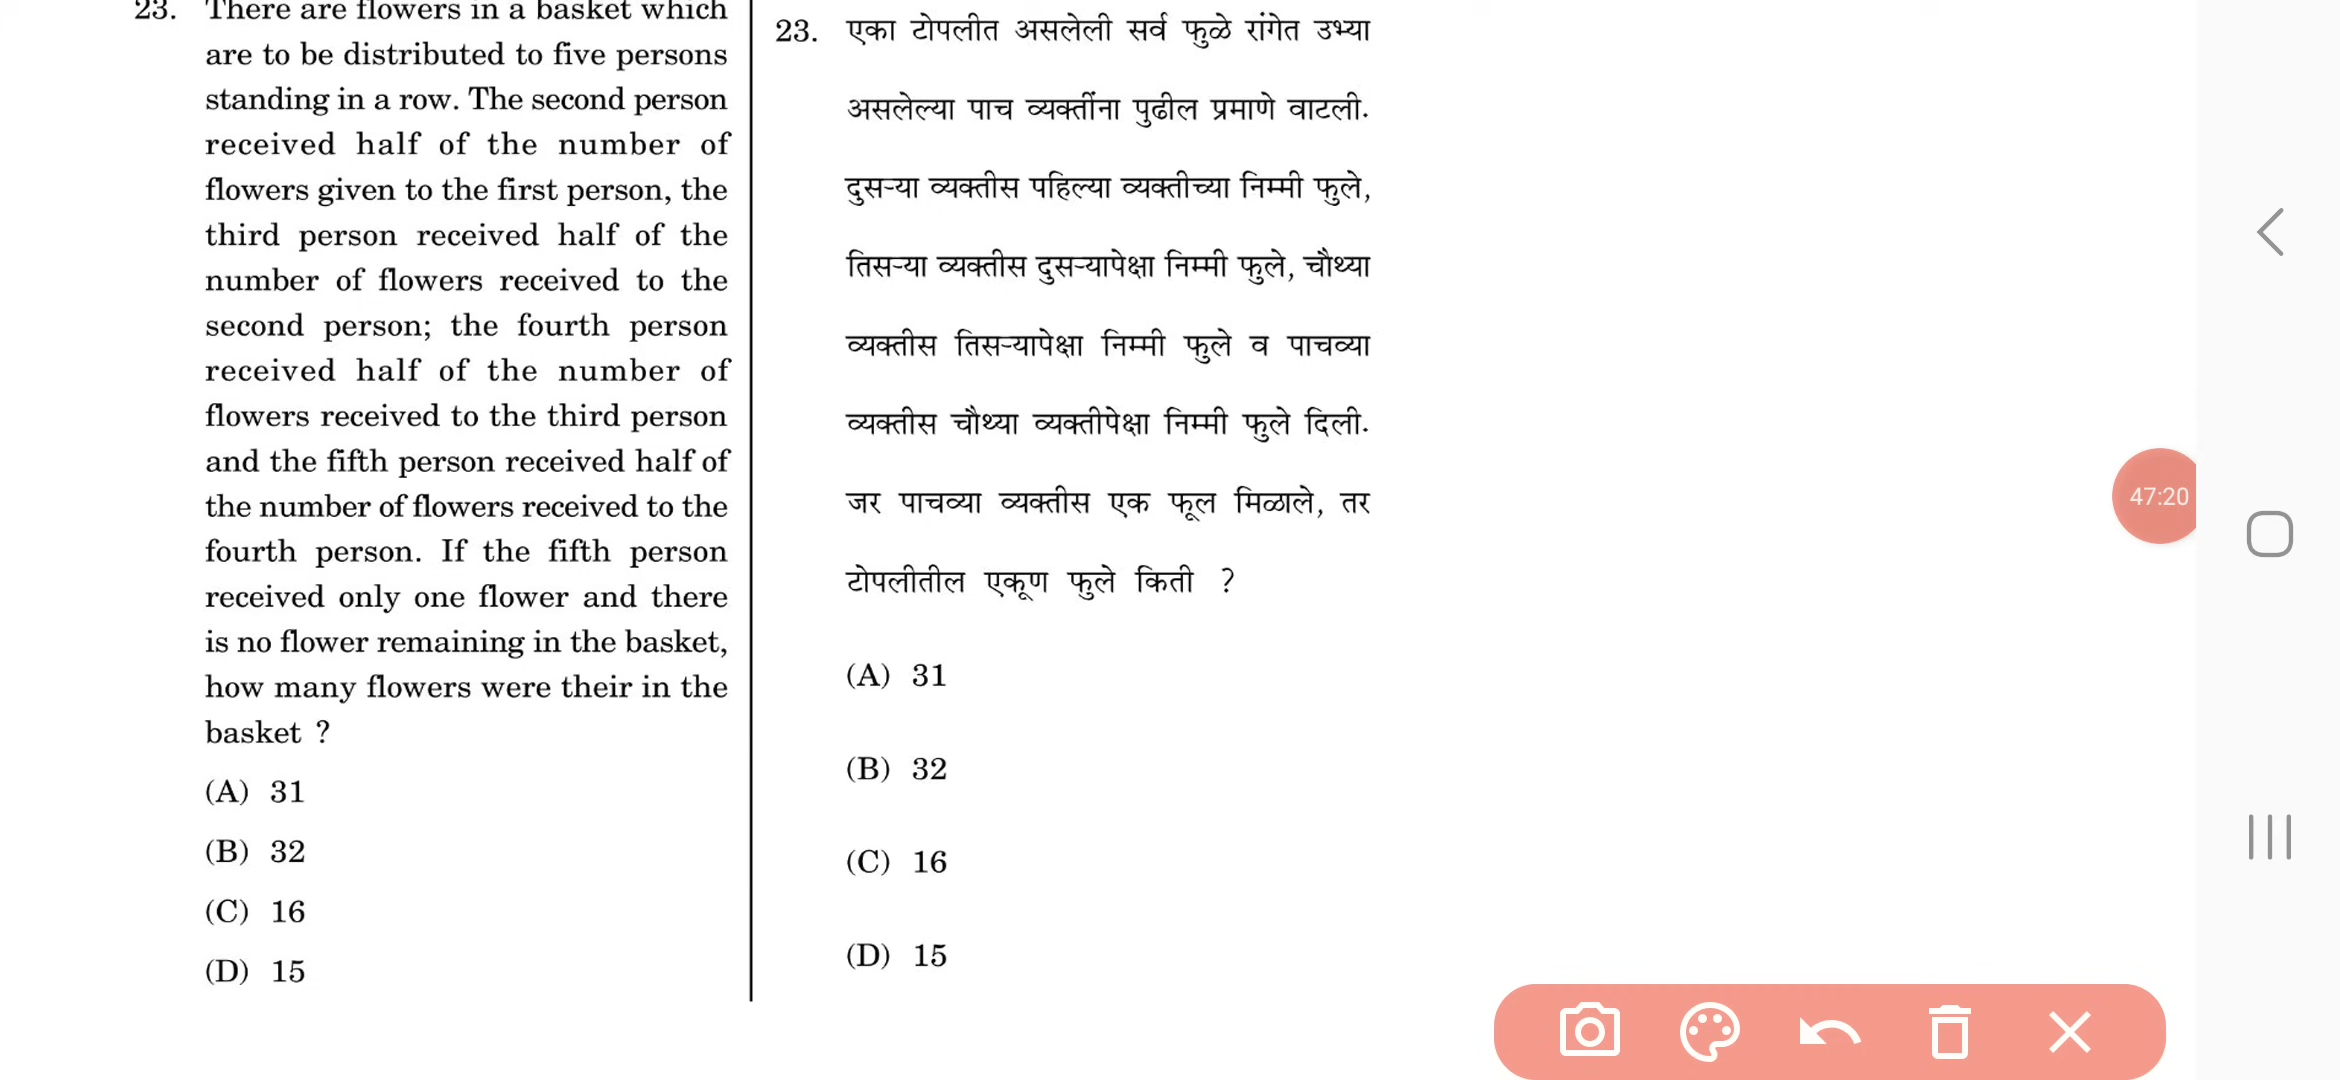 23. There are flowers in a basket which
are to be distributed to five persons
standing in a row. The second person
received half of the number of
flowers given to the first person, the
third person received half of the
number of flowers received to the
second person; the fourth person
received half of the number of
flowers received to the third person
and the fifth person received half of
the number of flowers received to the
fourth person. If the fifth person
received only one flower and there
is no flower remaining in the basket,
how many flowers were their in the
basket ?
(A) 31
(B) 32
(C) 16
(D) 15
23. एका टोपलीत असलेली सर्व फुळे रांगेत उभ्या
असलेल्या पाच व्यक्तींना पुढील प्रमाणे वाटली.
दुसऱ्या व्यक्तीस पहिल्या व्यक्तीच्या निम्मी फुले,
तिसऱ्या व्यक्तीस दुसऱ्यापेक्षा निम्मी फुले, चौथ्या
व्यक्तीस तिसऱ्यापेक्षा निम्मी फुले व पाचव्या
व्यक्तीस चौथ्या व्यक्तीपेक्षा निम्मी फुले दिली.
जर पाचव्या व्यक्तीस एक फूल मिळाले, तर
टोपलीतील एकूण फुले किती ?
(A) 31
(B) 32
(C) 16
(D) 15
47:20